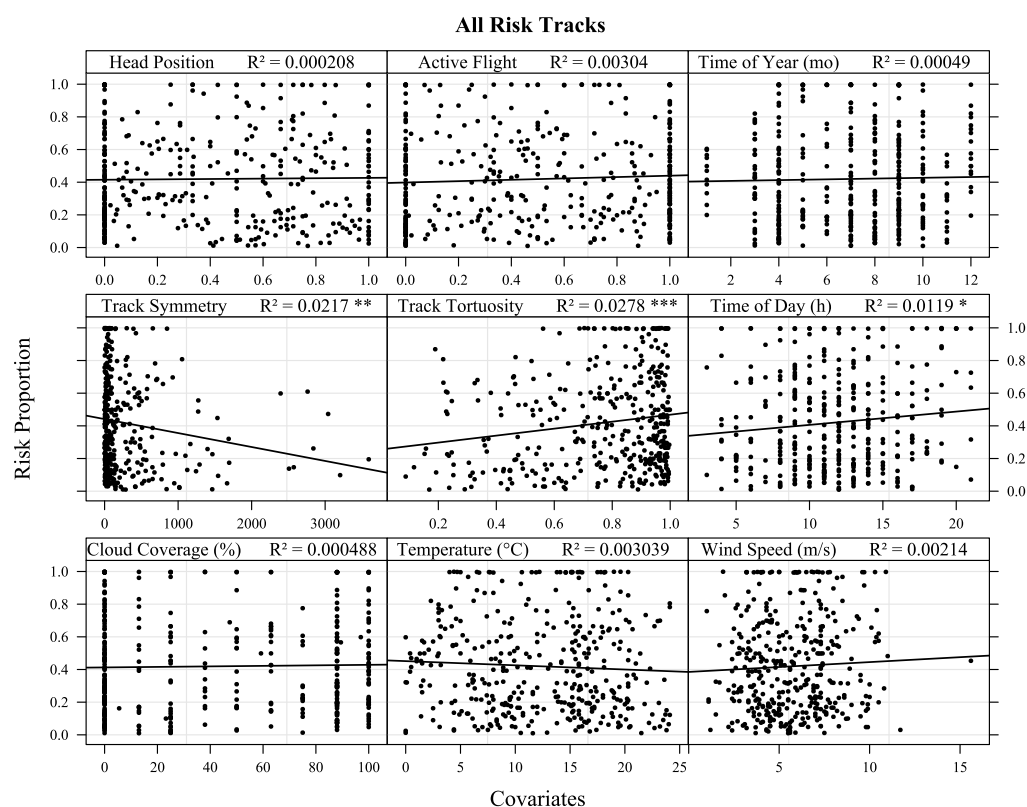 All Risk Tracks
Head Position R² = 0.000208
Active Flight R² = 0.00304
Time of Year (mo) R² = 0.00049
1.0
0.8
0.6
0.4
0.2
0.0
0.0 0.2 0.4 0.6 0.8 1.0
0.0 0.2 0.4 0.6 0.8 1.0
2 4 6 8 10 12
Track Symmetry R² = 0.0217 **
Track Tortuosity R² = 0.0278 ***
Time of Day (h) R² = 0.0119 *
Risk Proportion
1.0
0.8
0.6
0.4
0.2
0.0
0 1000 2000 3000
0.2 0.4 0.6 0.8 1.0
5 10 15 20
Cloud Coverage (%) R² = 0.000488
Temperature (°C) R² = 0.003039
Wind Speed (m/s) R² = 0.00214
1.0
0.8
0.6
0.4
0.2
0.0
0 20 40 60 80 100
0 5 10 15 20 25
5 10 15
Covariates